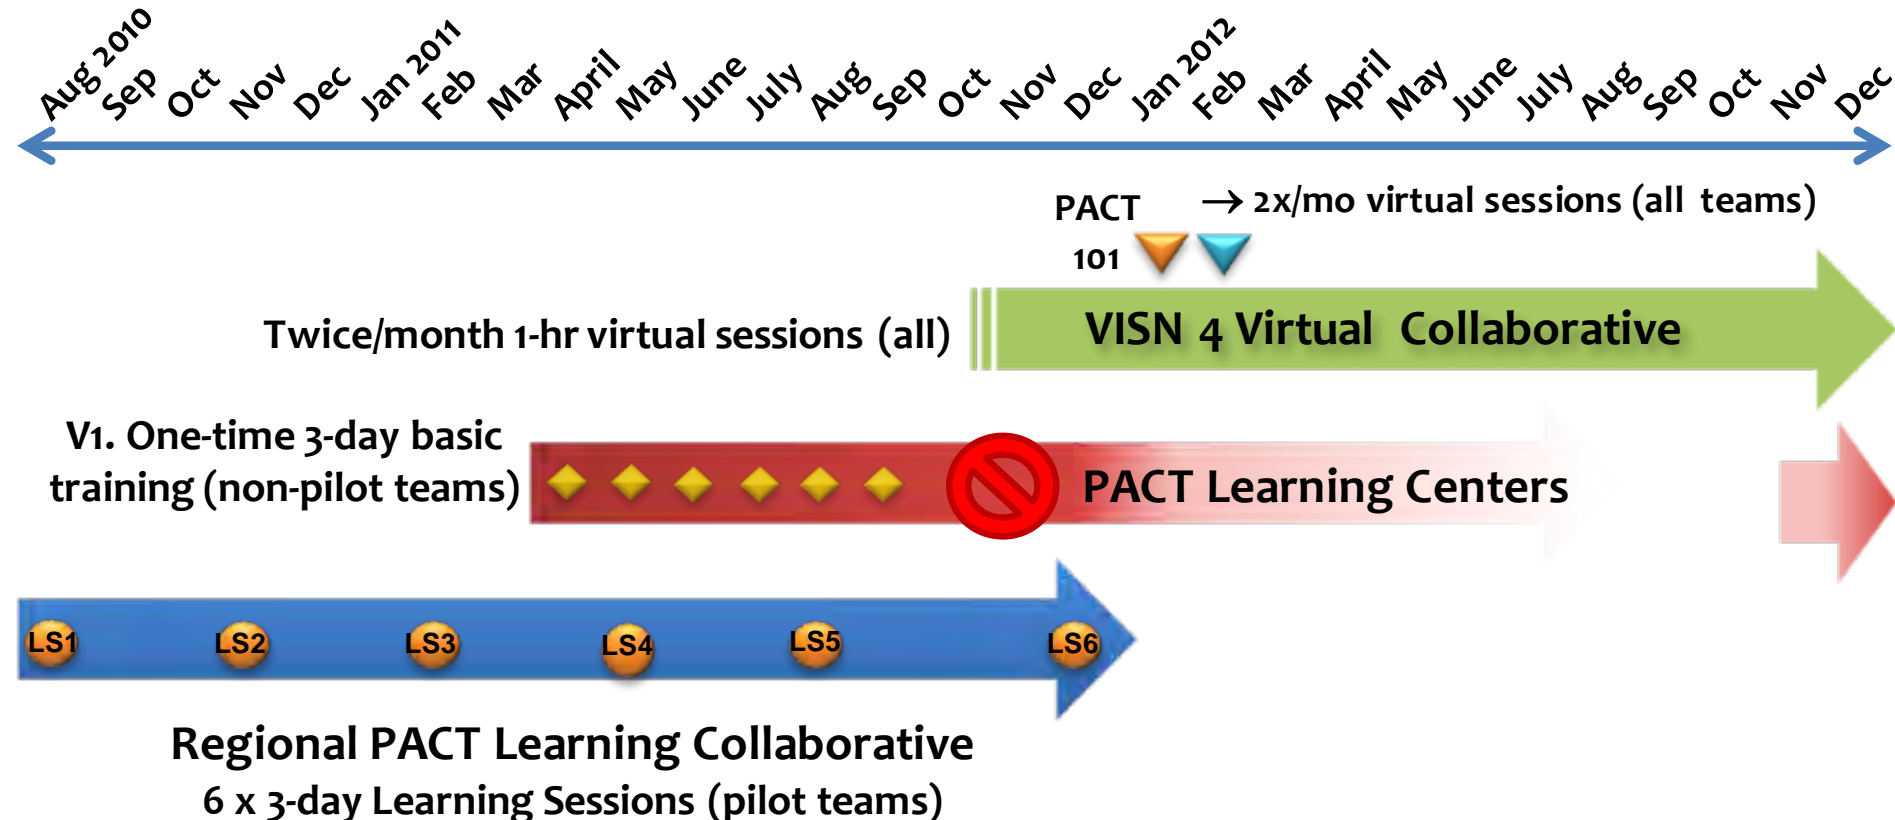 Aug 2010 Sep Oct Nov Dec Jan 2011 Feb Mar April May June July Aug Sep Oct Nov Dec Jan 2012 Feb Mar April May June July Aug Sep Oct Nov Dec
PACT → 2x/mo virtual sessions (all teams)
101
Twice/month 1-hr virtual sessions (all)
VISN 4 Virtual Collaborative
V1. One-time 3-day basic
training (non-pilot teams)
PACT Learning Centers
LS1 LS2 LS3 LS4 LS5 LS6
Regional PACT Learning Collaborative
6 x 3-day Learning Sessions (pilot teams)